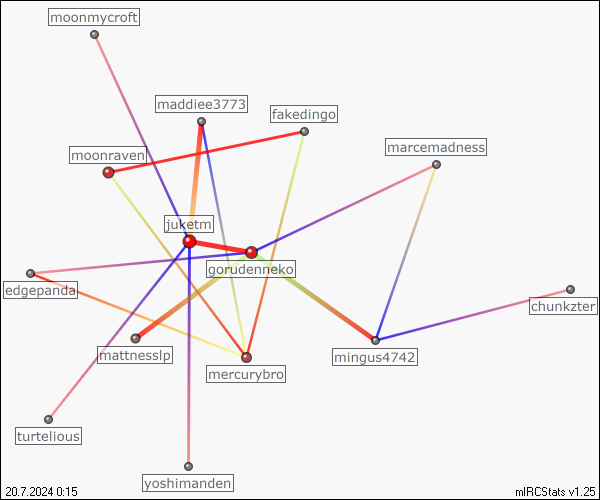 moonmycroft
maddiee3773
fakedingo
marcemadness
moonraven
juketm
gorudenneko
edgepanda
chunkzter
mattnesslp
mingus4742
mercurybro
turtelious
yoshimanden
20.7.2024 0:15
mIRCStats v1.25